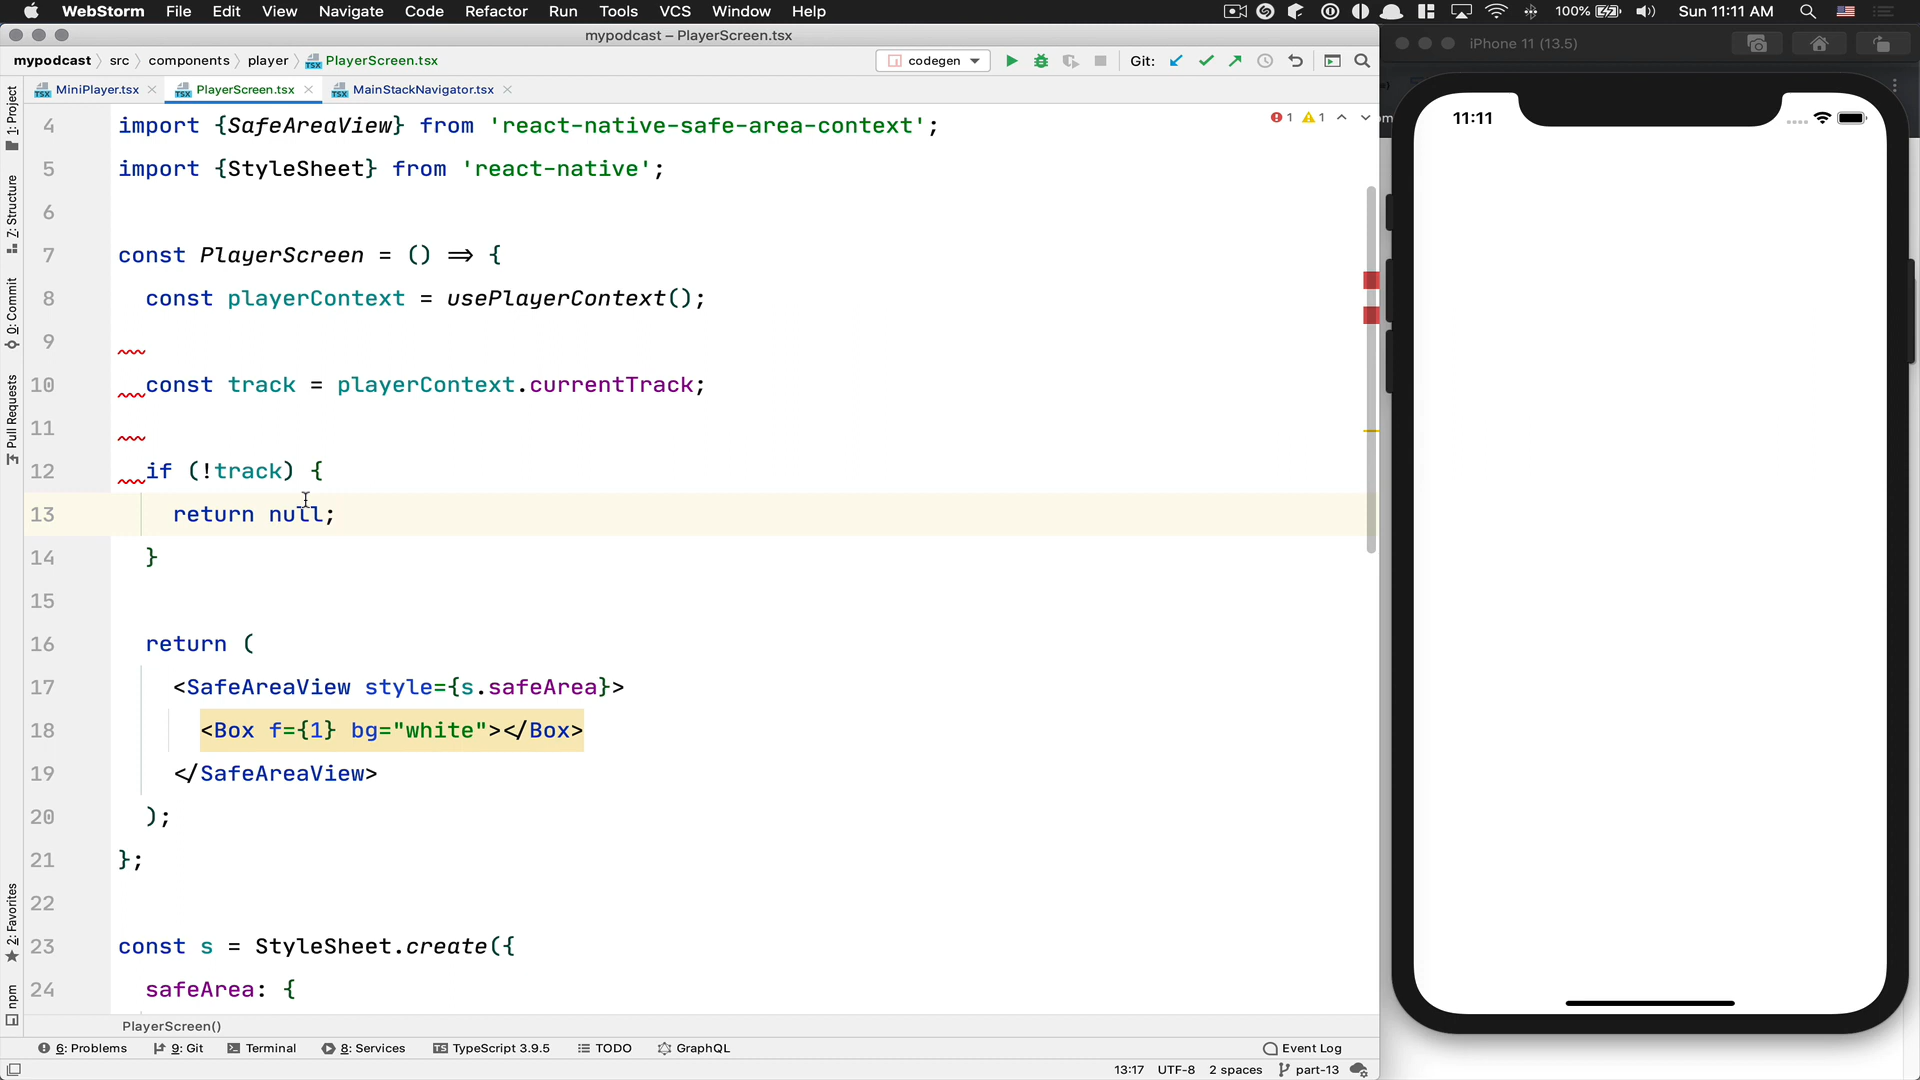 WebStorm File Edit View Navigate Code Refactor Run Tools VCS Window Help 100% Sun 11:11 AM
mypodcast – PlayerScreen.tsx
iPhone 11 (13.5)
mypodcast src components player PlayerScreen.tsx codegen Git:
MiniPlayer.tsx PlayerScreen.tsx MainStackNavigator.tsx
1: Project
Z: Structure
0: Commit
Pull Requests
2: Favorites
npm
1 1
11:11
4 import {SafeAreaView} from 'react-native-safe-area-context';
5 import {StyleSheet} from 'react-native';
6
7 const PlayerScreen = () => {
8 const playerContext = usePlayerContext();
9
10 const track = playerContext.currentTrack;
11
12 if (!track) {
13 return null;
14 }
15
16 return (
17 <SafeAreaView style={s.safeArea}>
18 <Box f={1} bg="white"></Box>
19 </SafeAreaView>
20 );
21 };
22
23 const s = StyleSheet.create({
24 safeArea: {
PlayerScreen()
6: Problems 9: Git Terminal 8: Services TypeScript 3.9.5 TODO GraphQL Event Log
13:17 UTF-8 2 spaces part-13